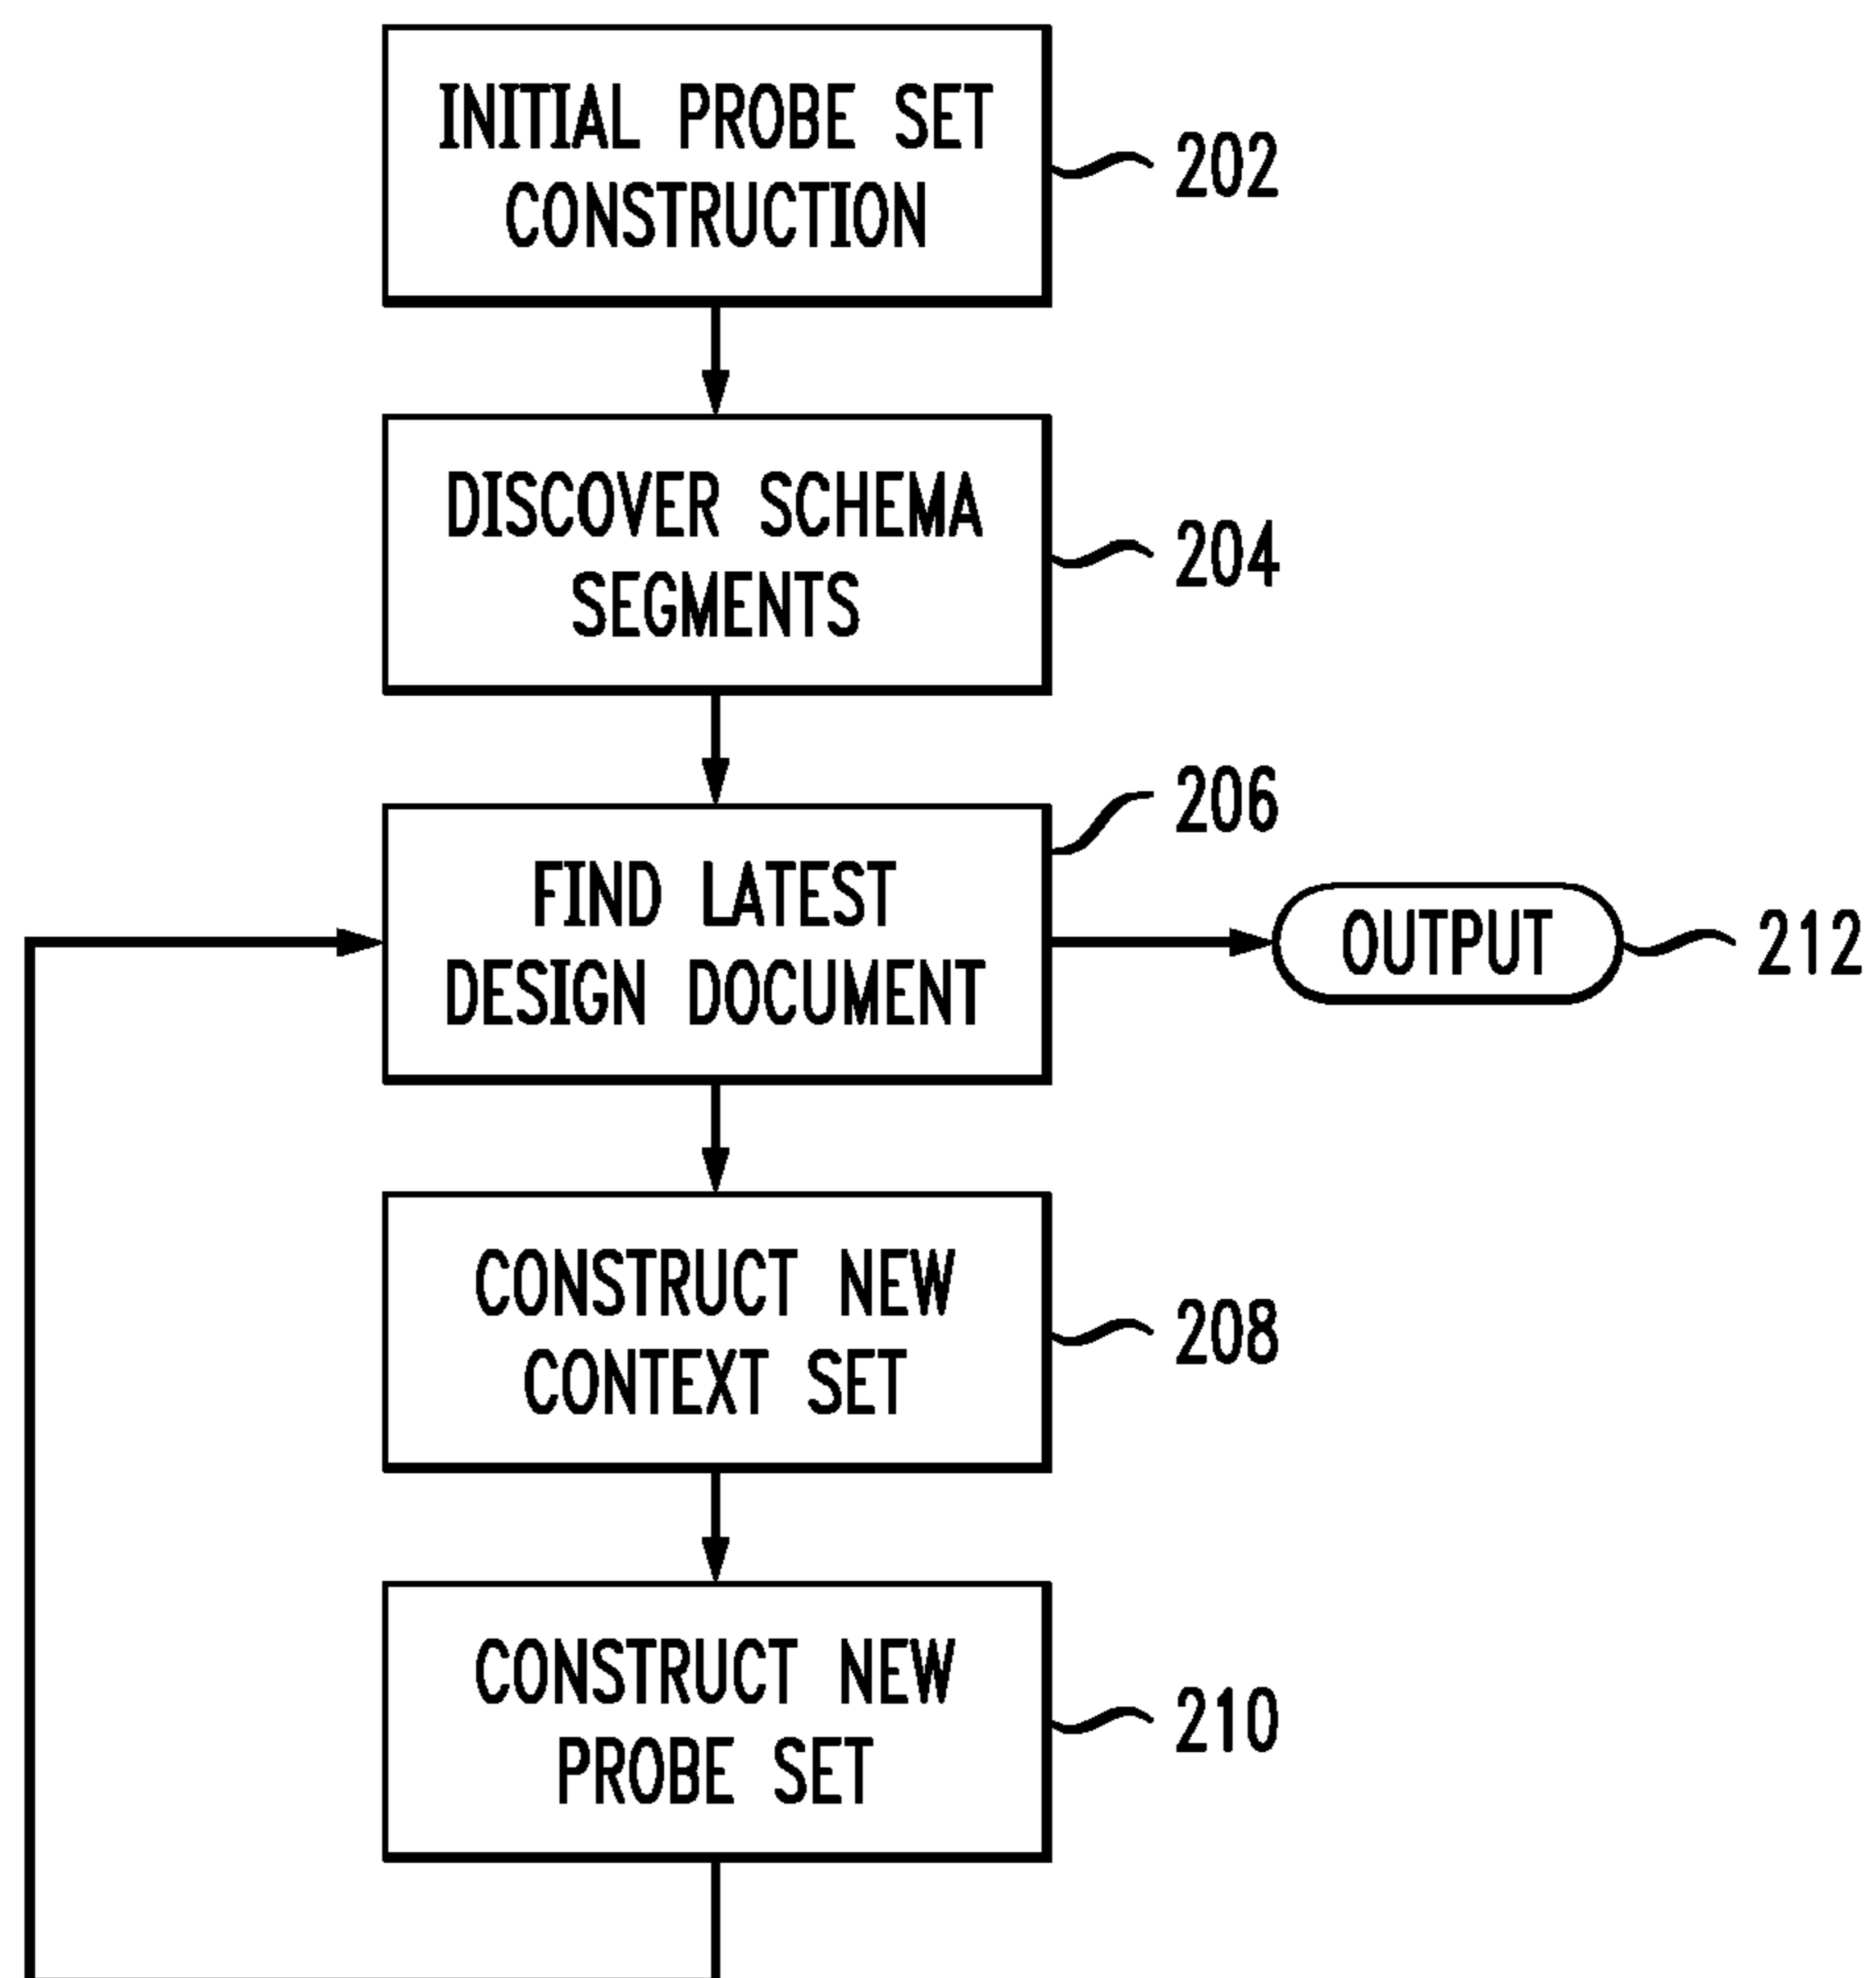 INITIAL PROBE SET
CONSTRUCTION
202
DISCOVER SCHEMA
SEGMENTS
204
206
FIND LATEST
DESIGN DOCUMENT
OUTPUT
212
CONSTRUCT NEW
CONTEXT SET
208
CONSTRUCT NEW
PROBE SET
210